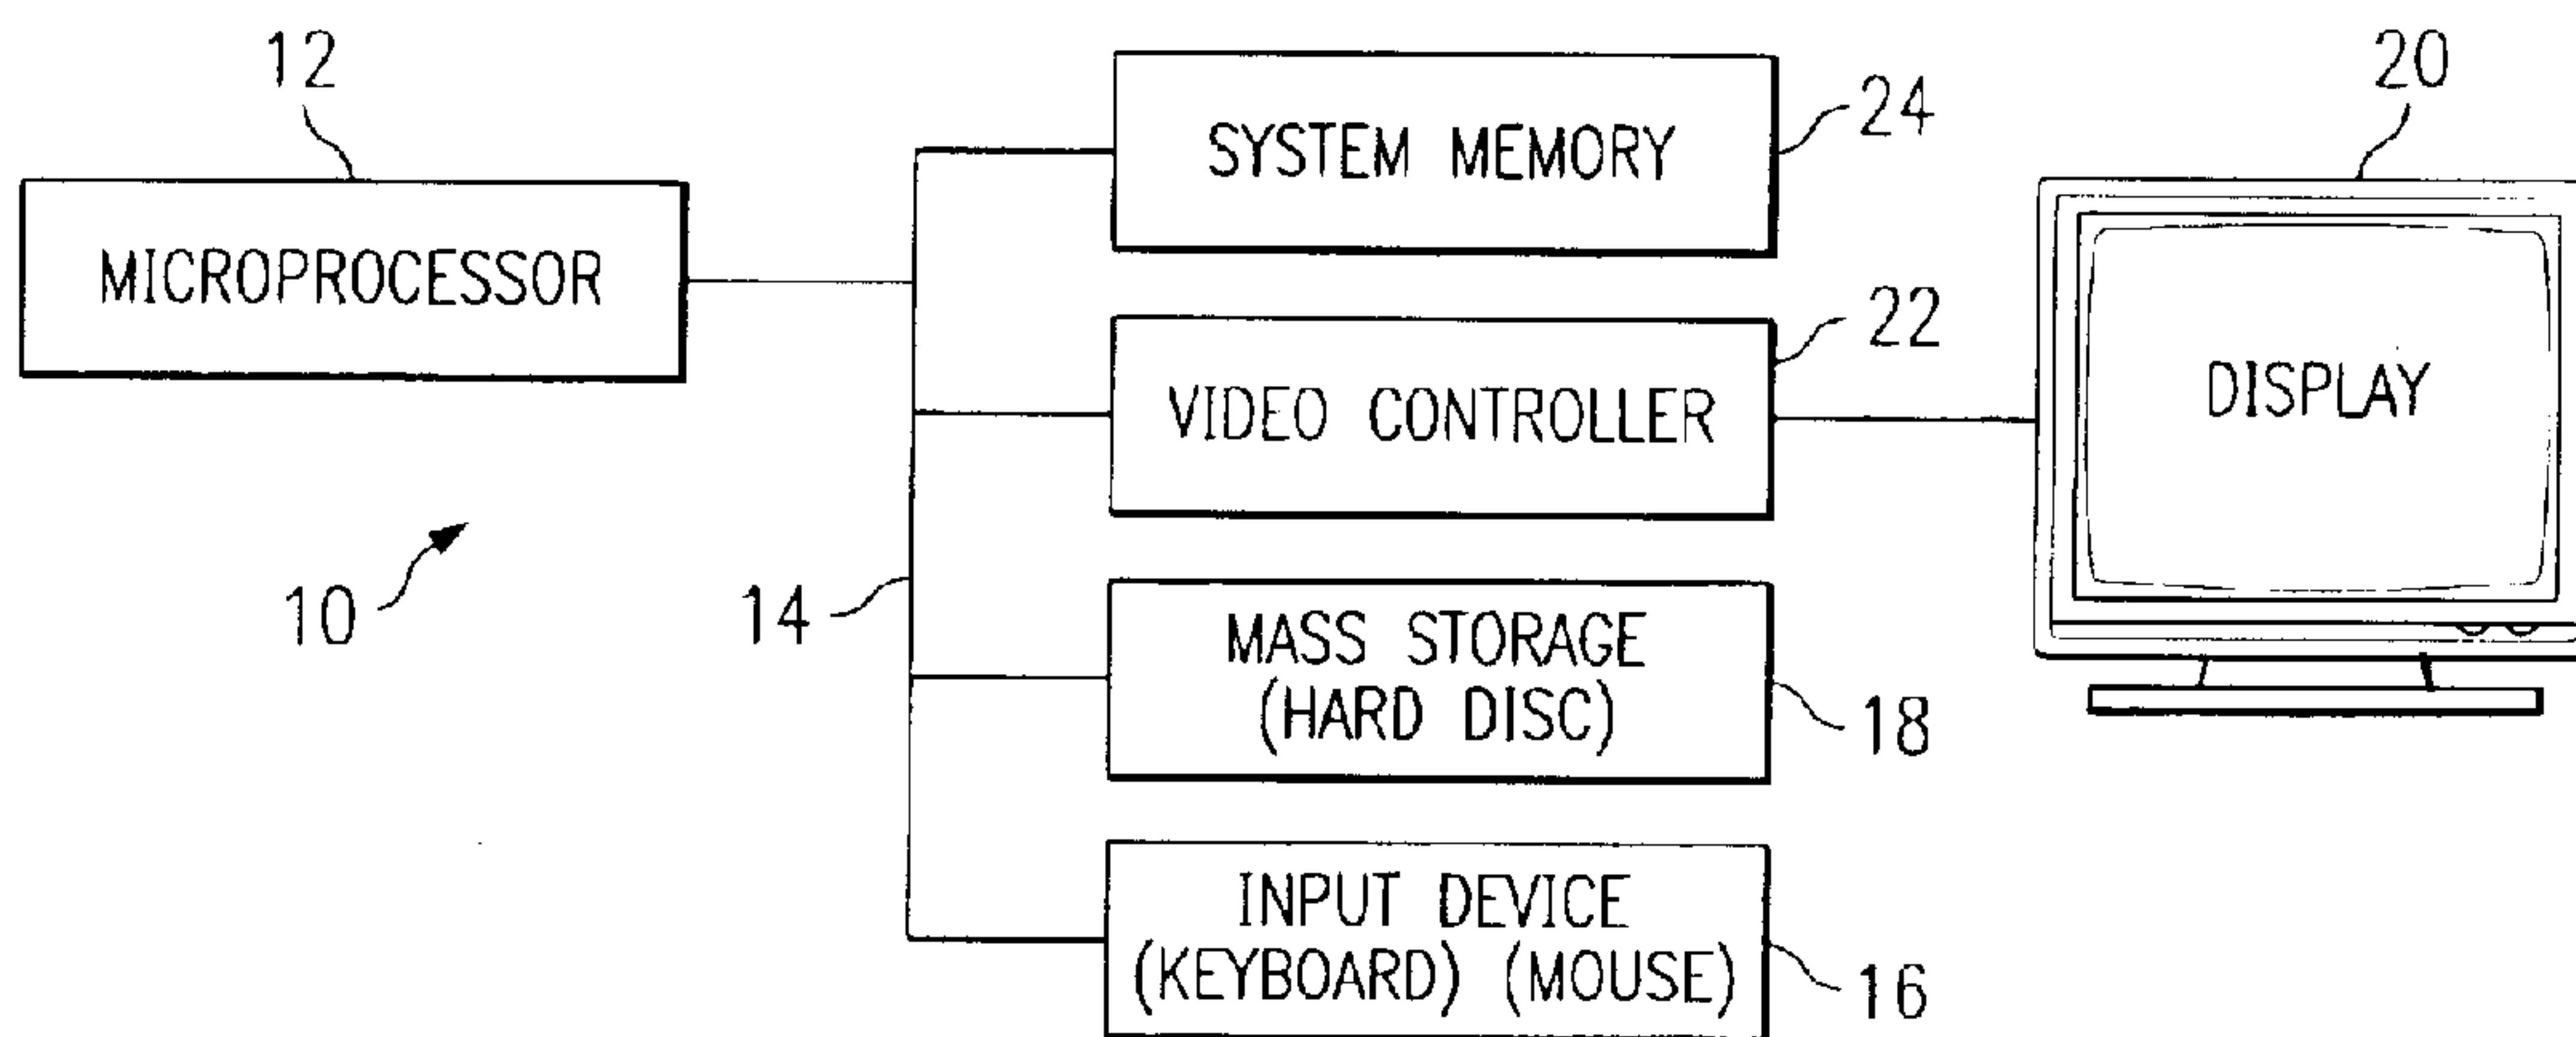 12
MICROPROCESSOR
10
14
SYSTEM MEMORY
24
VIDEO CONTROLLER
22
MASS STORAGE
(HARD DISC)
18
INPUT DEVICE
(KEYBOARD) (MOUSE)
16
20
DISPLAY